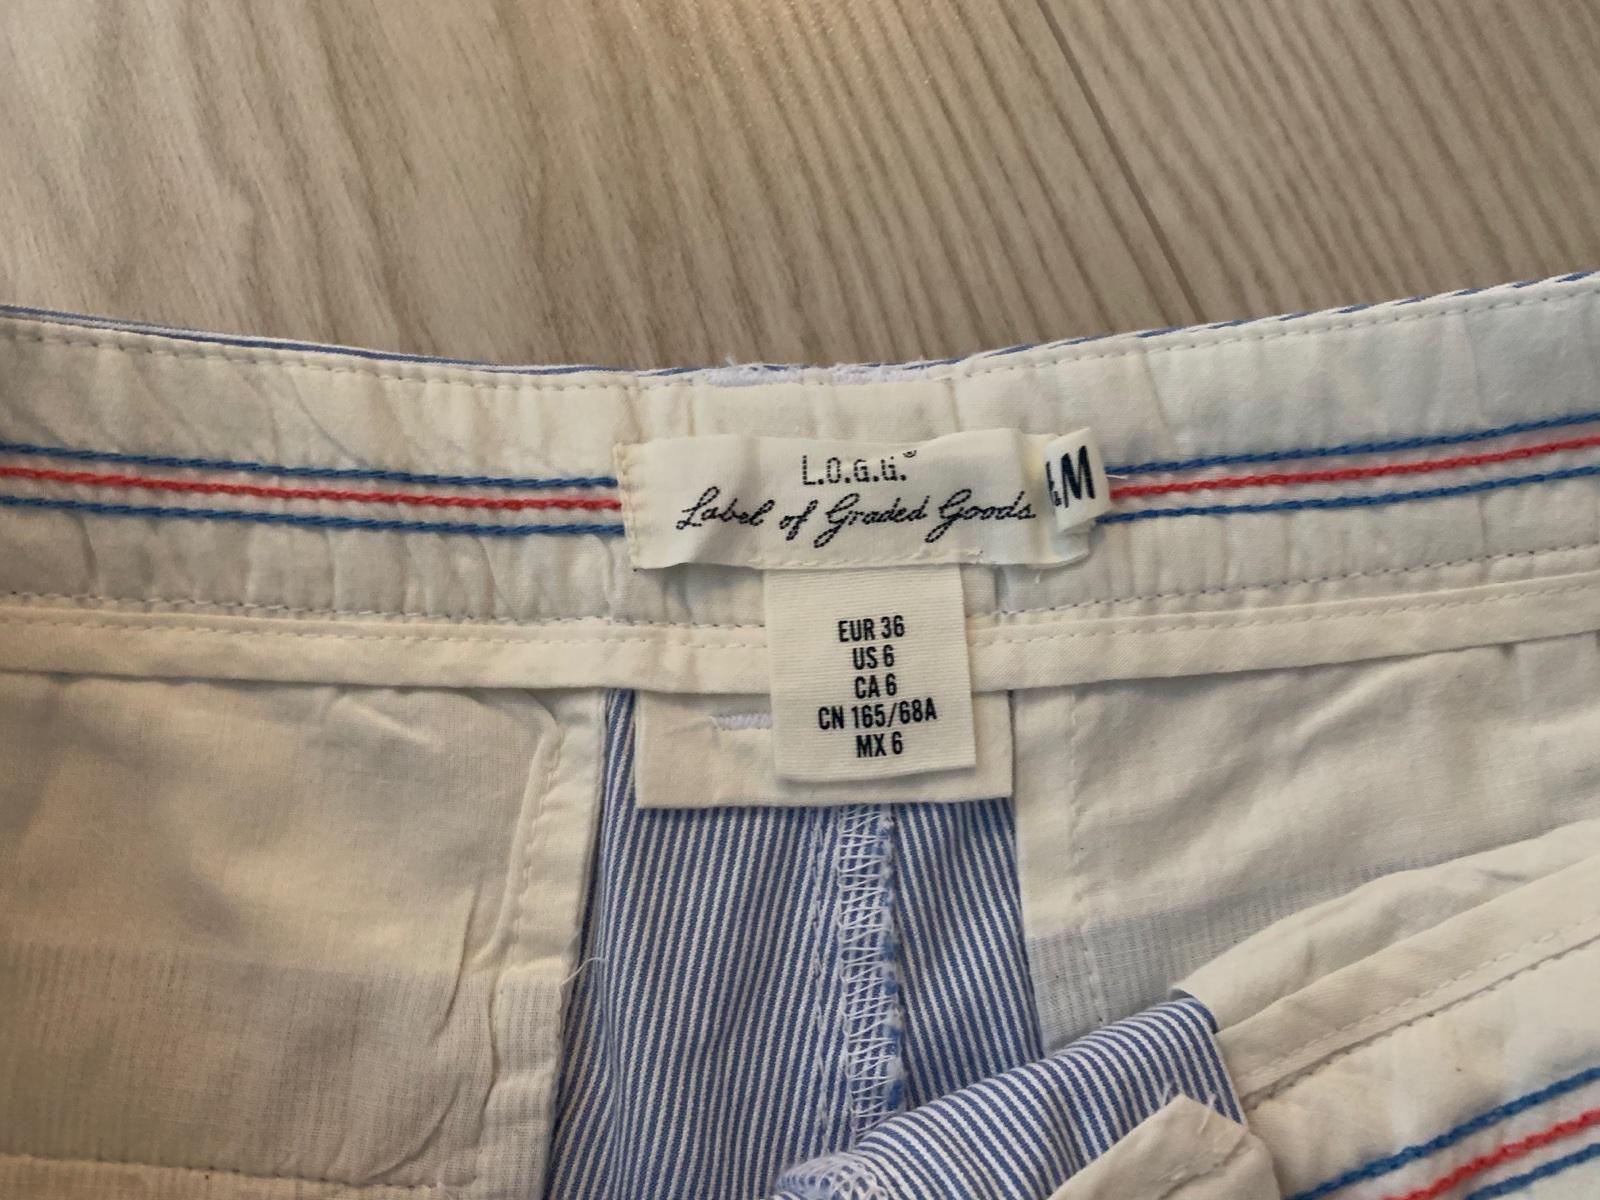 L.O.G.G.®
Label of Graded Goods
&M
EUR 36
US 6
CA 6
CN 165/68A
MX 6